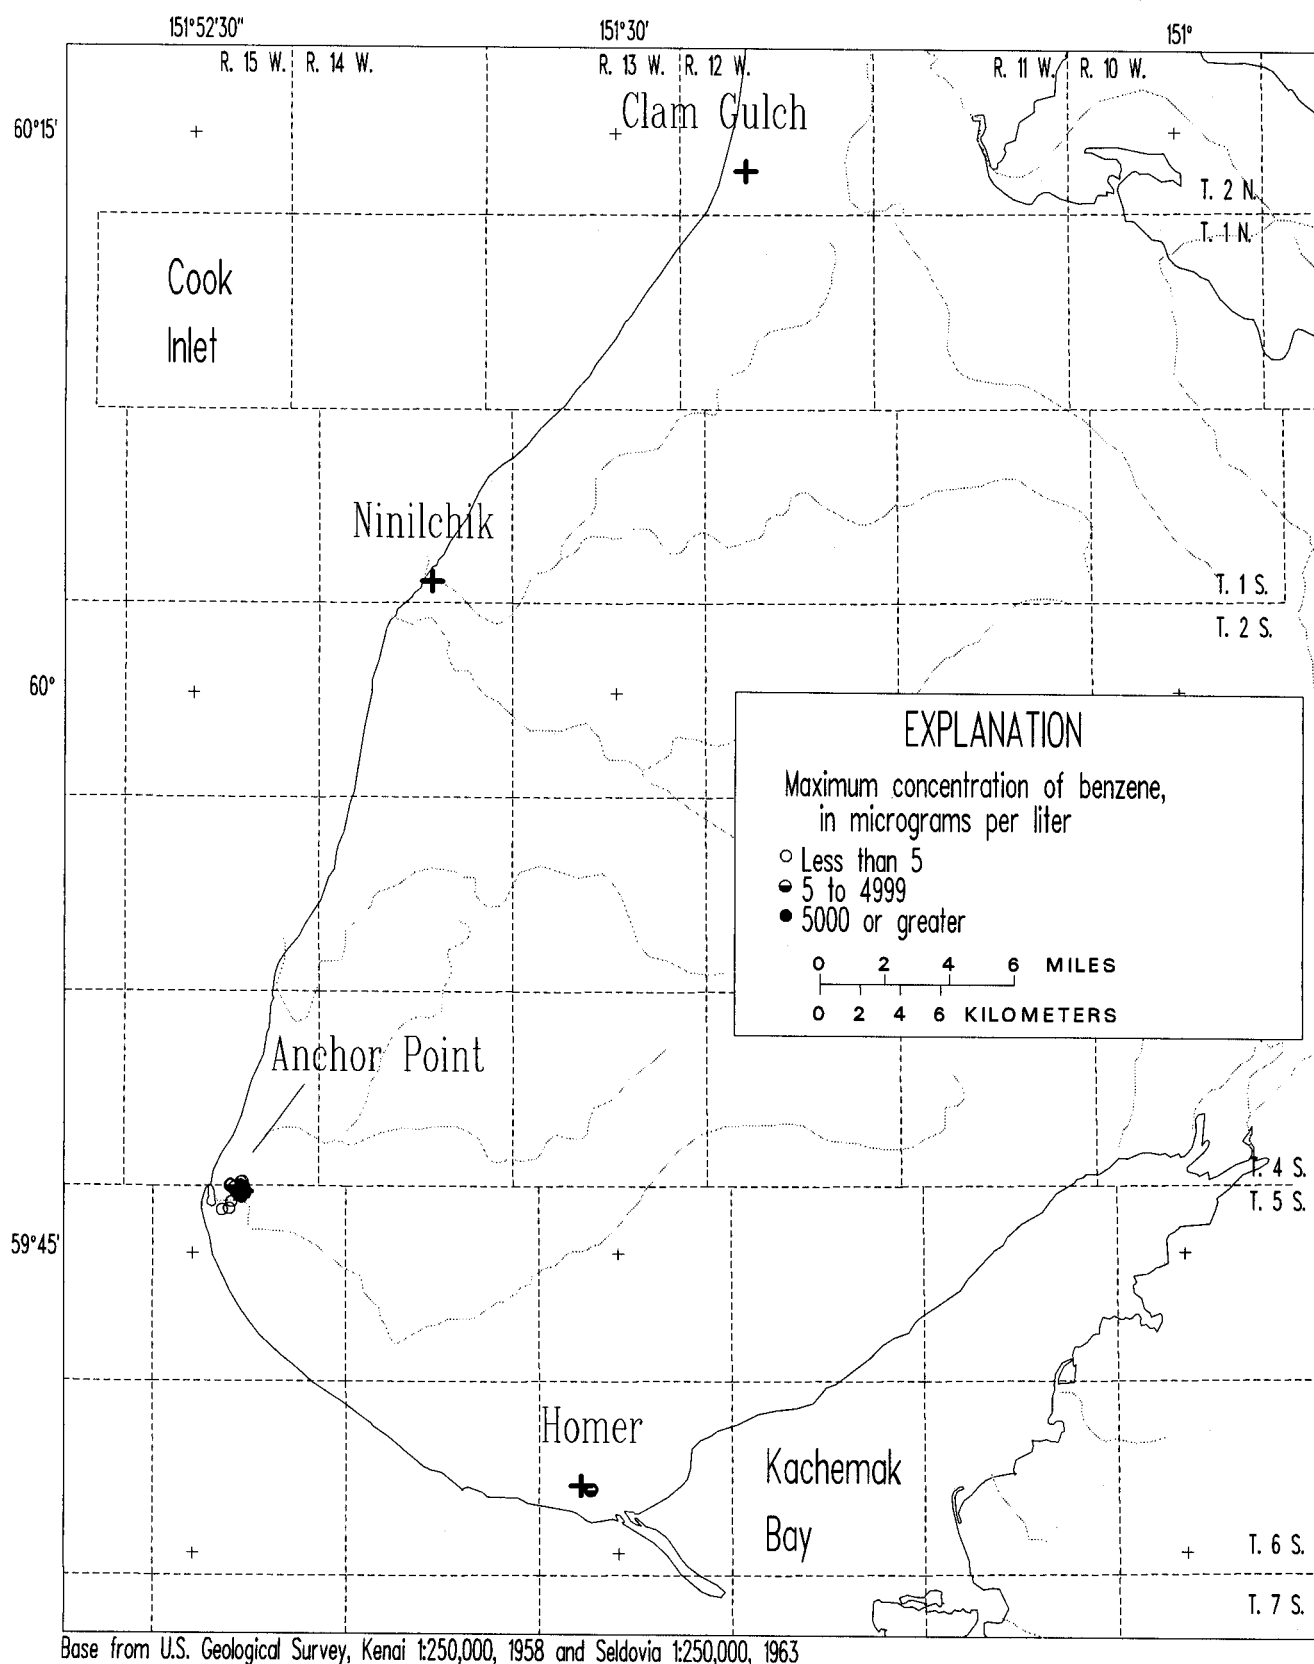 151°52'30" 151°30' 151°
R. 15 W. R. 14 W. R. 13 W. R. 12 W. R. 11 W. R. 10 W.
Clam Gulch
60°15'
T. 2 N.
T. 1 N.
Cook
Inlet
Ninilchik
T. 1 S.
T. 2 S.
60°
EXPLANATION
Maximum concentration of benzene,
in micrograms per liter
Less than 5
5 to 4999
5000 or greater
0 2 4 6 MILES
0 2 4 6 KILOMETERS
Anchor Point
T. 4 S.
T. 5 S.
59°45'
Homer
Kachemak
Bay
T. 6 S.
T. 7 S.
Base from U.S. Geological Survey, Kenai 1:250,000, 1958 and Seldovia 1:250,000, 1963